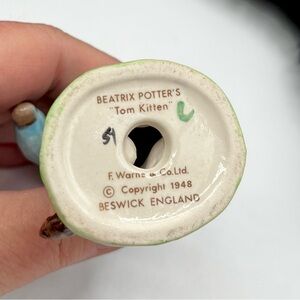 BEATRIX POTTER'S
"Tom Kitten"
F. Warne & Co. Ltd.
© Copyright 1948
BESWICK ENGLAND